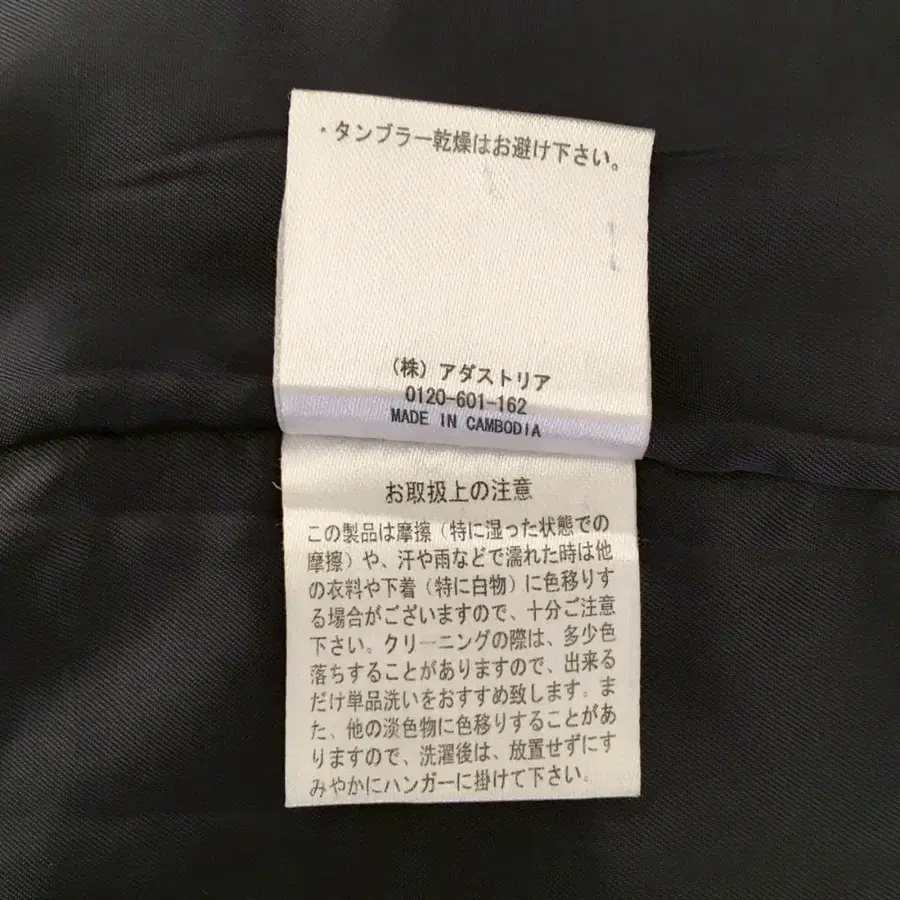 ・タンブラー乾燥はお避け下さい。
(株) アダストリア
0120-601-162
MADE IN CAMBODIA
お取扱上の注意
この製品は摩擦（特に湿った状態での
摩擦）や、汗や雨などで濡れた時は他
の衣料や下着（特に白物）に色移りす
る場合がございますので、十分ご注意
下さい。クリーニングの際は、多少色
落ちすることがありますので、出来る
だけ単品洗いをおすすめ致します。ま
た、他の淡色物に色移りすることがあ
りますので、洗濯後は、放置せずにす
みやかにハンガーに掛けて下さい。